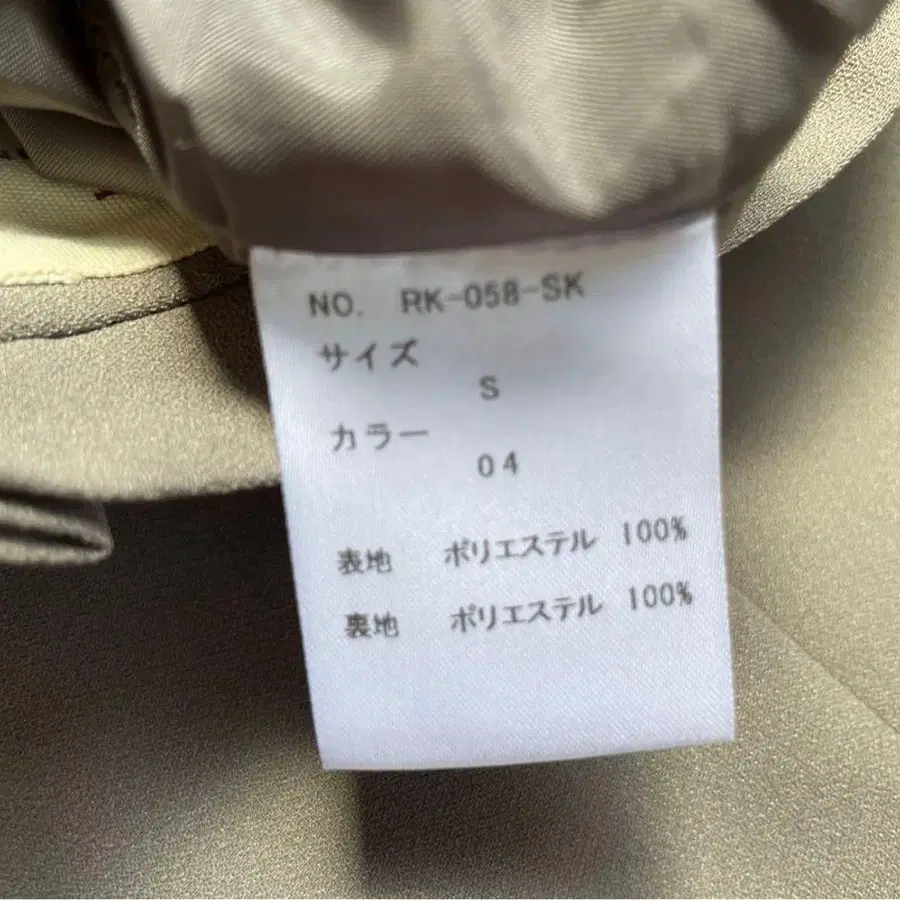 NO. RK-058-SK
サイズ
S
カラー
04
表地 ポリエステル 100%
裏地 ポリエステル 100%